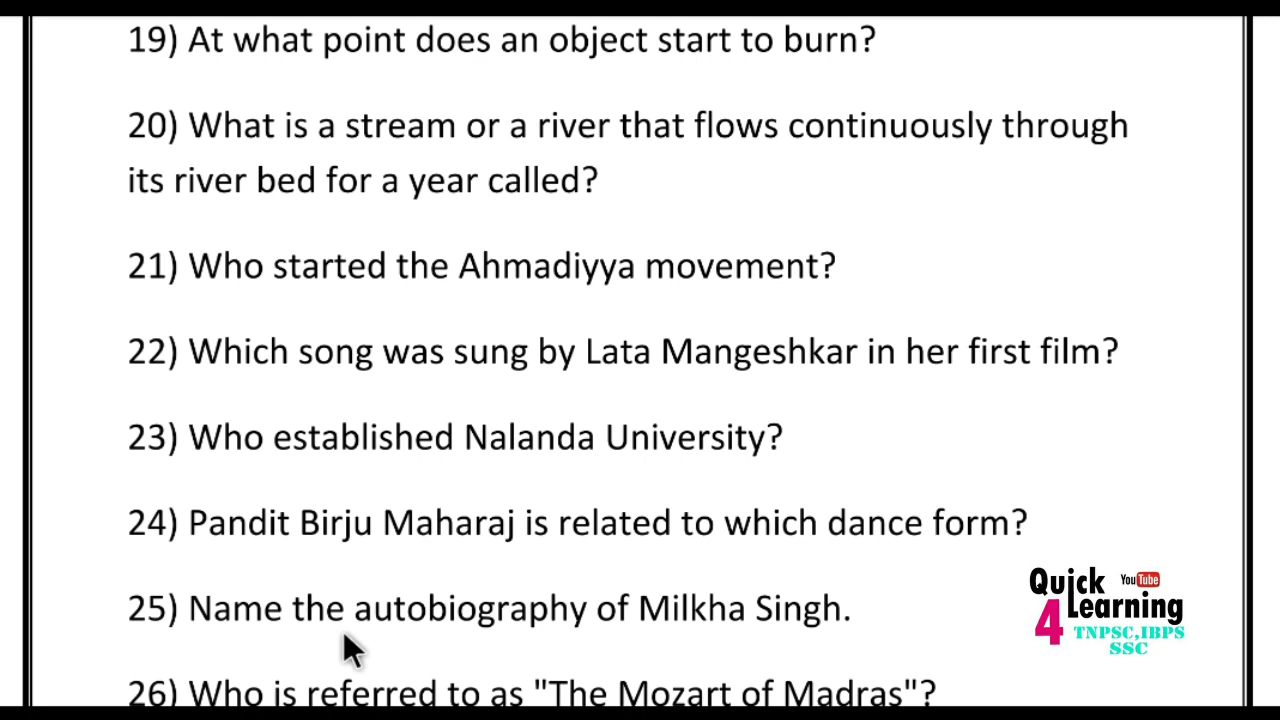 19) At what point does an object start to burn?
20) What is a stream or a river that flows continuously through
its river bed for a year called?
21) Who started the Ahmadiyya movement?
22) Which song was sung by Lata Mangeshkar in her first film?
23) Who established Nalanda University?
24) Pandit Birju Maharaj is related to which dance form?
25) Name the autobiography of Milkha Singh.
26) Who is referred to as "The Mozart of Madras"?
Quick YouTube
4 Learning
TNPSC,IBPS
SSC